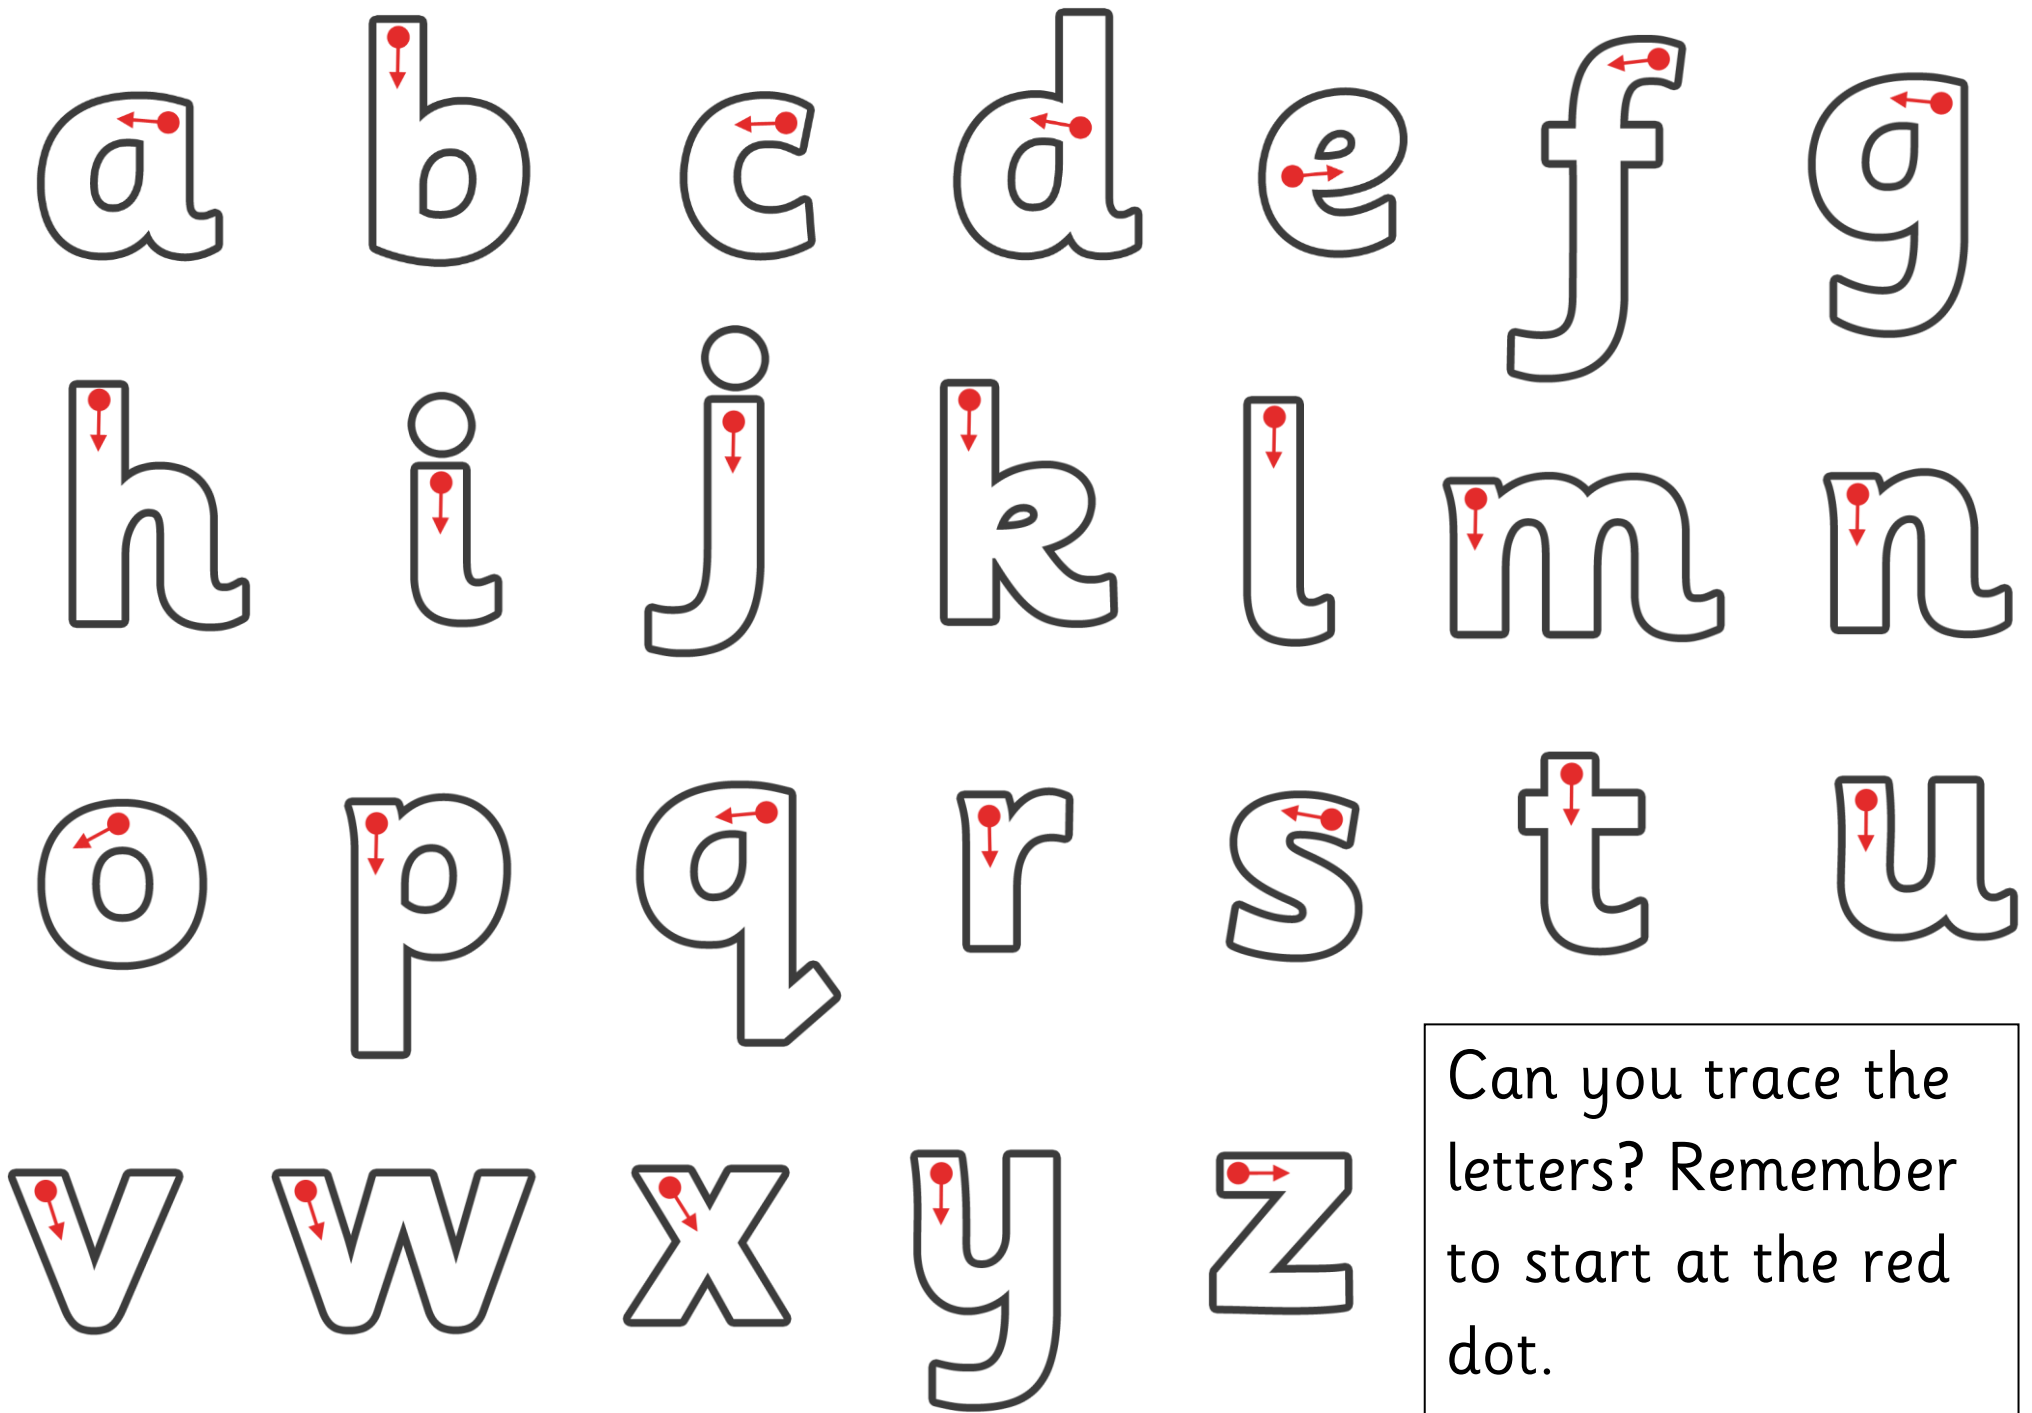 a b c d e f g
h i j k l m n
o p q r s t u
v w x y z
Can you trace the
letters? Remember
to start at the red
dot.